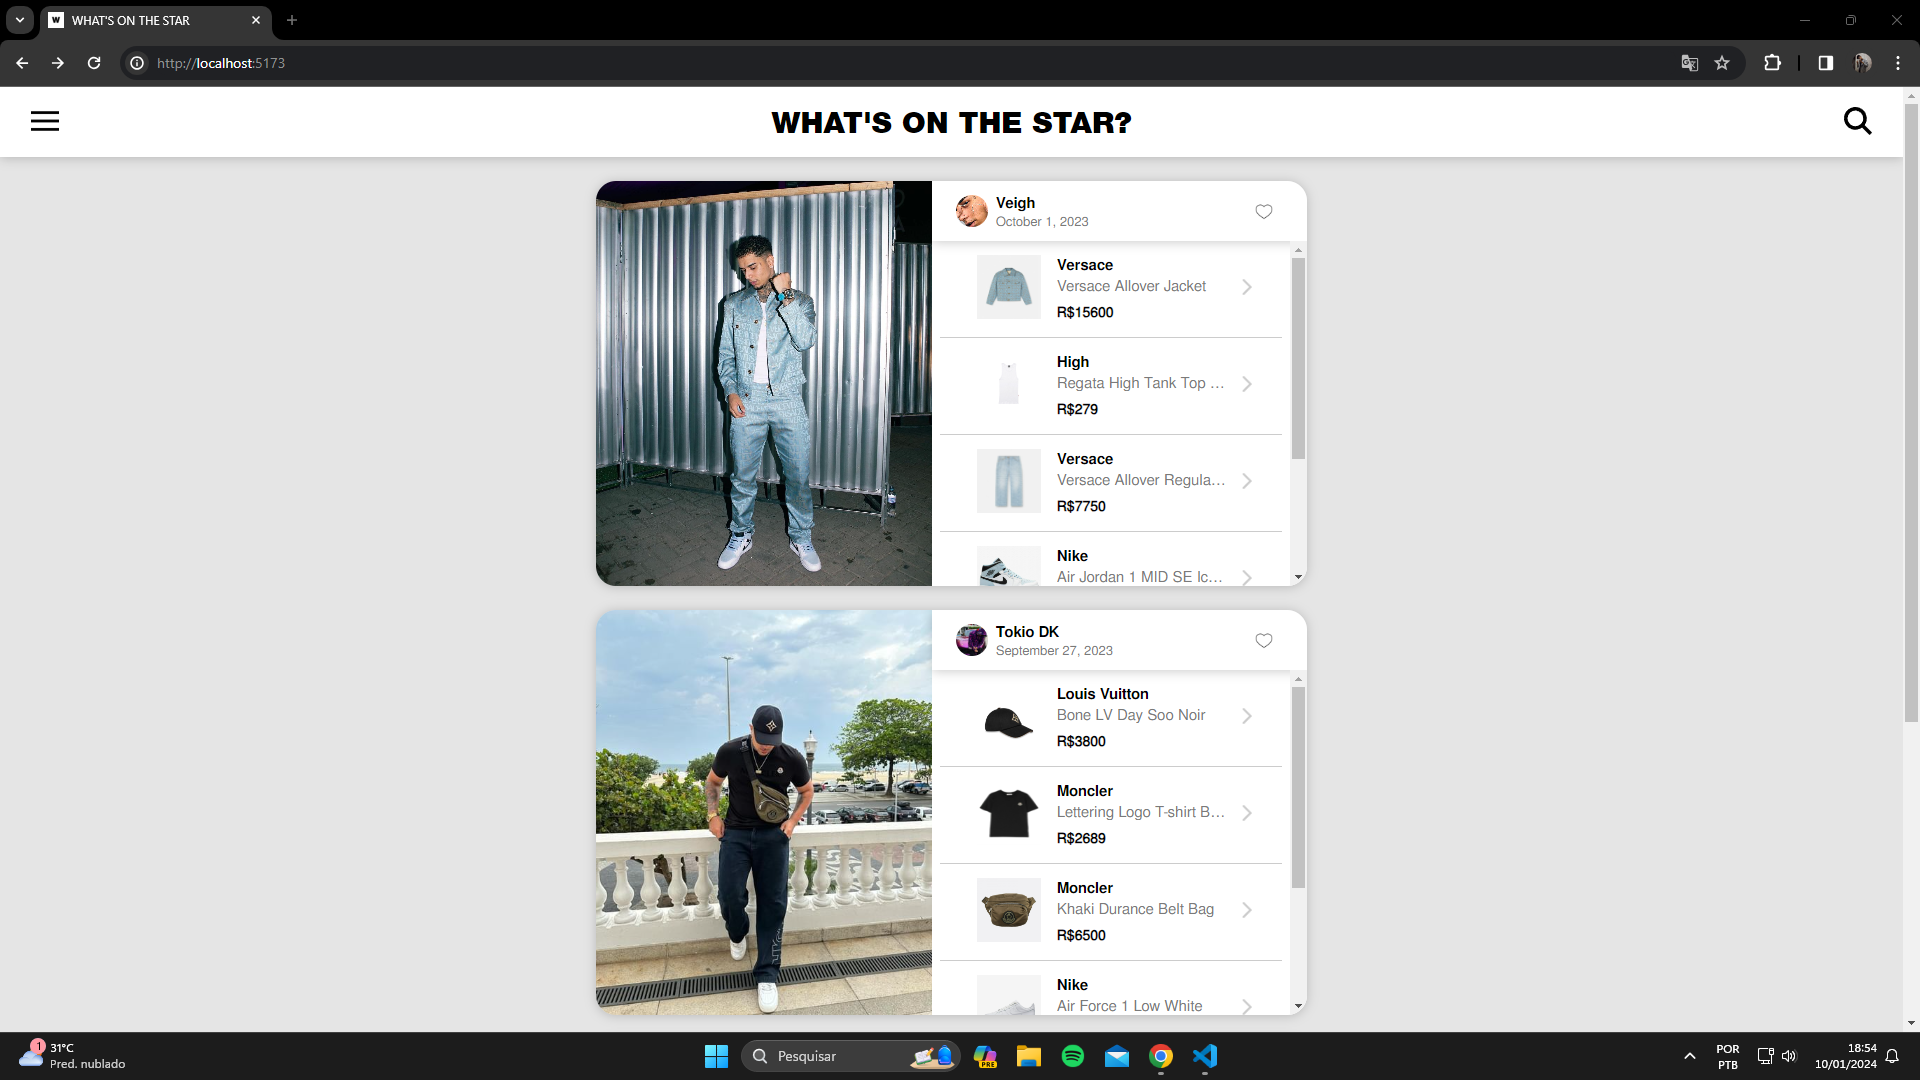 WHAT'S ON THE STAR
http://localhost:5173
WHAT'S ON THE STAR?
Veigh
October 1, 2023
Versace
Versace Allover Jacket
R$15600
High
Regata High Tank Top ...
R$279
Versace
Versace Allover Regula...
R$7750
Nike
Air Jordan 1 MID SE Ic...
Tokio DK
September 27, 2023
Louis Vuitton
Bone LV Day Soo Noir
R$3800
Moncler
Lettering Logo T-shirt B...
R$2689
Moncler
Khaki Durance Belt Bag
R$6500
Nike
Air Force 1 Low White
1
31°C
Pred. nublado
Pesquisar
PRE
POR
PTB
18:54
10/01/2024